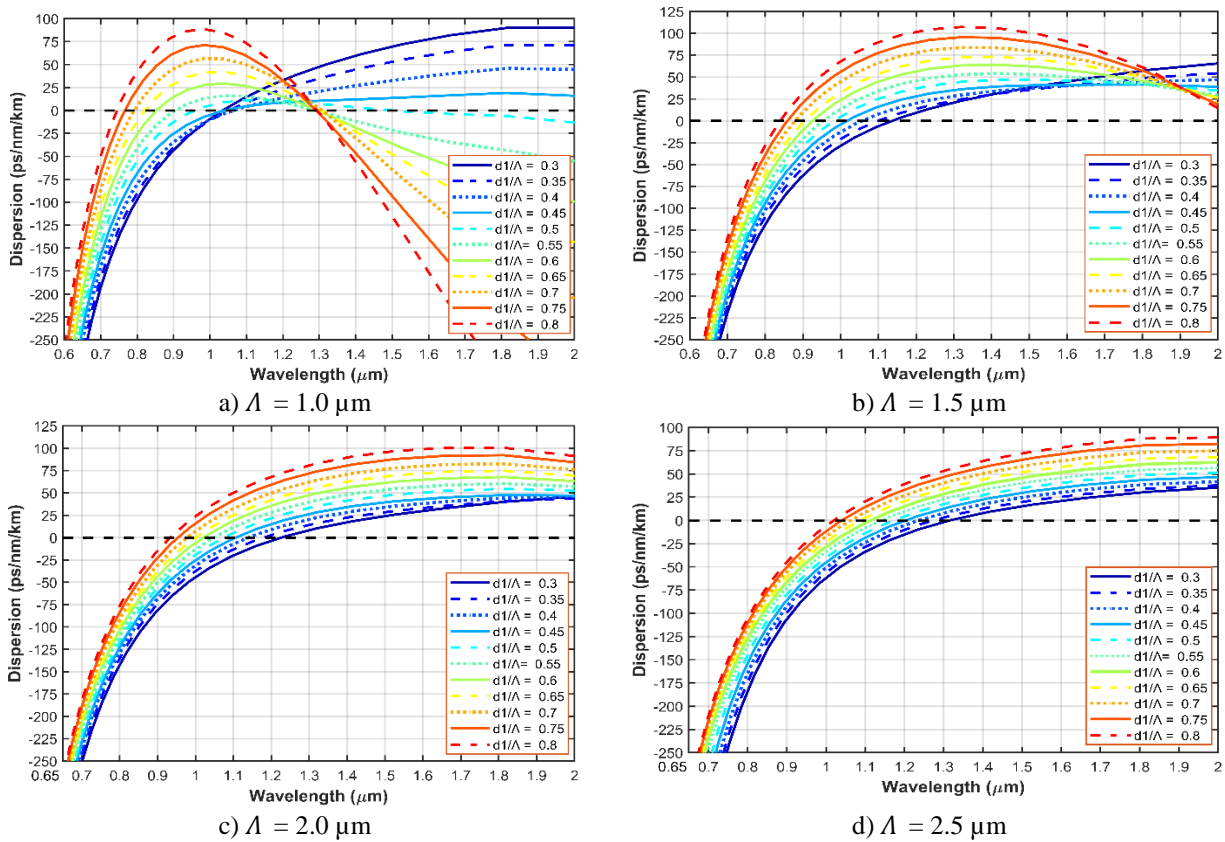 125
100
75
50
25
0
-25
-50
-75
-100
-125
-150
-175
-200
-225
-250
Dispersion (ps/nm/km)
d1/Λ = 0.3
d1/Λ = 0.35
d1/Λ = 0.4
d1/Λ = 0.45
d1/Λ = 0.5
d1/Λ= 0.55
d1/Λ = 0.6
d1/Λ = 0.65
d1/Λ = 0.7
d1/Λ = 0.75
d1/Λ = 0.8
0.6 0.7 0.8 0.9 1 1.1 1.2 1.3 1.4 1.5 1.6 1.7 1.8 1.9 2
Wavelength (μm)
a) Λ = 1.0 µm
125
100
75
50
25
0
-25
-50
-75
-100
-125
-150
-175
-200
-225
-250
Dispersion (ps/nm/km)
d1/Λ = 0.3
d1/Λ = 0.35
d1/Λ = 0.4
d1/Λ = 0.45
d1/Λ = 0.5
d1/Λ= 0.55
d1/Λ = 0.6
d1/Λ = 0.65
d1/Λ = 0.7
d1/Λ = 0.75
d1/Λ = 0.8
0.6 0.7 0.8 0.9 1 1.1 1.2 1.3 1.4 1.5 1.6 1.7 1.8 1.9 2
Wavelength (μm)
b) Λ = 1.5 µm
125
100
75
50
25
0
-25
-50
-75
-100
-125
-150
-175
-200
-225
-250
Dispersion (ps/nm/km)
d1/Λ = 0.3
d1/Λ = 0.35
d1/Λ = 0.4
d1/Λ = 0.45
d1/Λ = 0.5
d1/Λ= 0.55
d1/Λ = 0.6
d1/Λ = 0.65
d1/Λ = 0.7
d1/Λ = 0.75
d1/Λ = 0.8
0.65 0.7 0.8 0.9 1 1.1 1.2 1.3 1.4 1.5 1.6 1.7 1.8 1.9 2
Wavelength (μm)
c) Λ = 2.0 µm
100
75
50
25
0
-25
-50
-75
-100
-125
-150
-175
-200
-225
-250
Dispersion (ps/nm/km)
d1/Λ = 0.3
d1/Λ = 0.35
d1/Λ = 0.4
d1/Λ = 0.45
d1/Λ = 0.5
d1/Λ= 0.55
d1/Λ = 0.6
d1/Λ = 0.65
d1/Λ = 0.7
d1/Λ = 0.75
d1/Λ = 0.8
0.65 0.7 0.8 0.9 1 1.1 1.2 1.3 1.4 1.5 1.6 1.7 1.8 1.9 2
Wavelength (μm)
d) Λ = 2.5 µm